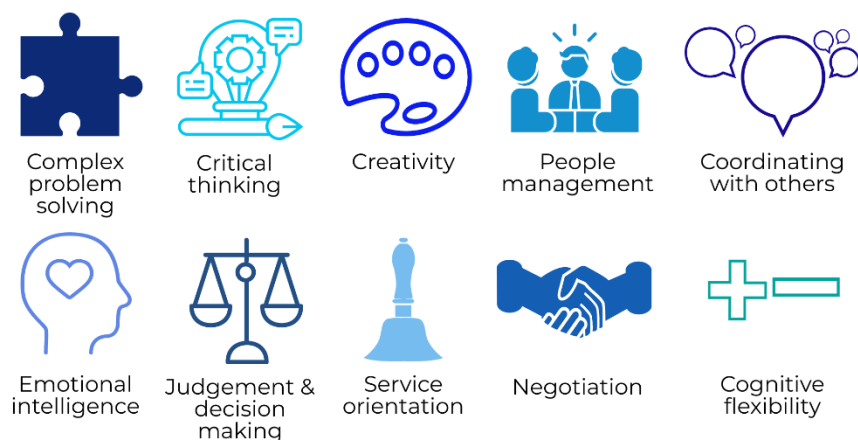 Complex
problem
solving
Critical
thinking
Creativity
People
management
Coordinating
with others
Emotional
intelligence
Judgement &
decision
making
Service
orientation
Negotiation
Cognitive
flexibility